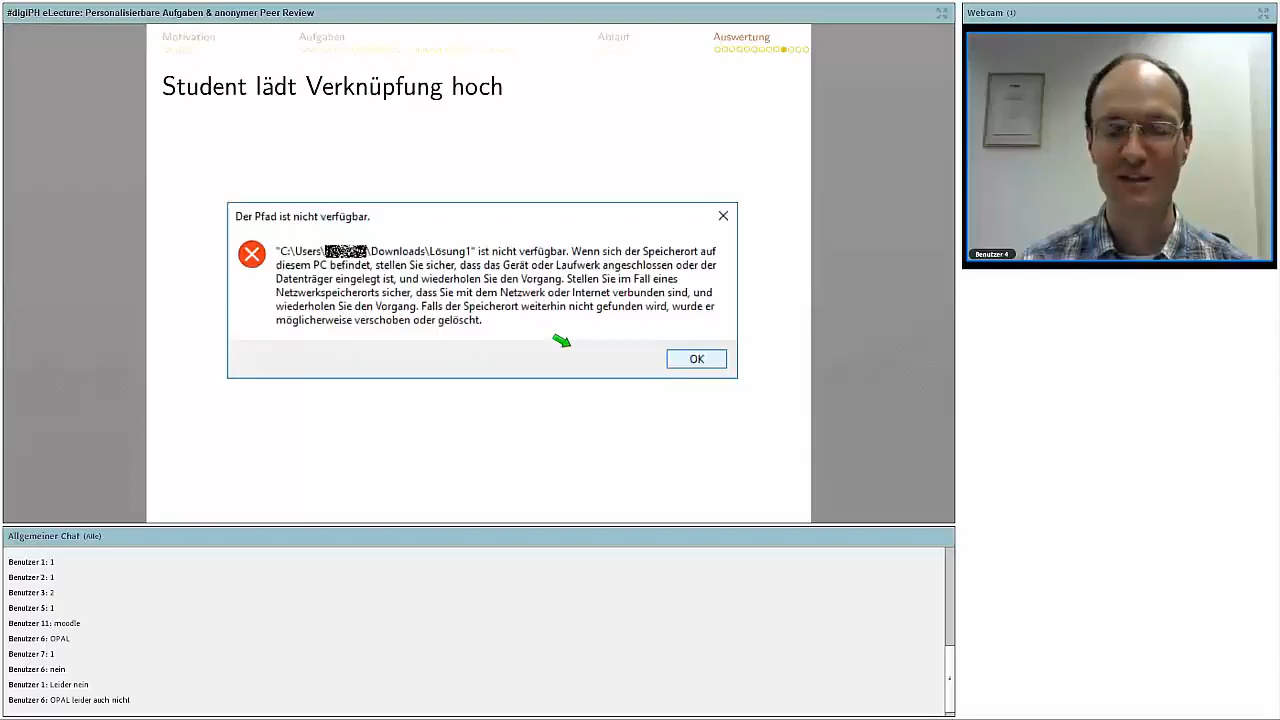 #digiPH eLecture: Personalisierbare Aufgaben & anonymer Peer Review
Motivation Aufgaben Ablauf Auswertung
Student lädt Verknüpfung hoch
Der Pfad ist nicht verfügbar.
"C:\Users\ \Downloads\Lösung1" ist nicht verfügbar. Wenn sich der Speicherort auf
diesem PC befindet, stellen Sie sicher, dass das Gerät oder Laufwerk angeschlossen oder der
Datenträger eingelegt ist, und wiederholen Sie den Vorgang. Stellen Sie im Fall eines
Netzwerkspeicherorts sicher, dass Sie mit dem Netzwerk oder Internet verbunden sind, und
wiederholen Sie den Vorgang. Falls der Speicherort weiterhin nicht gefunden wird, wurde er
möglicherweise verschoben oder gelöscht.
OK
Webcam (1)
Benutzer 4
Allgemeiner Chat (Alle)
Benutzer 1: 1
Benutzer 2: 1
Benutzer 3: 2
Benutzer 5: 1
Benutzer 11: moodle
Benutzer 6: OPAL
Benutzer 7: 1
Benutzer 6: nein
Benutzer 1: Leider nein
Benutzer 6: OPAL leider auch nicht